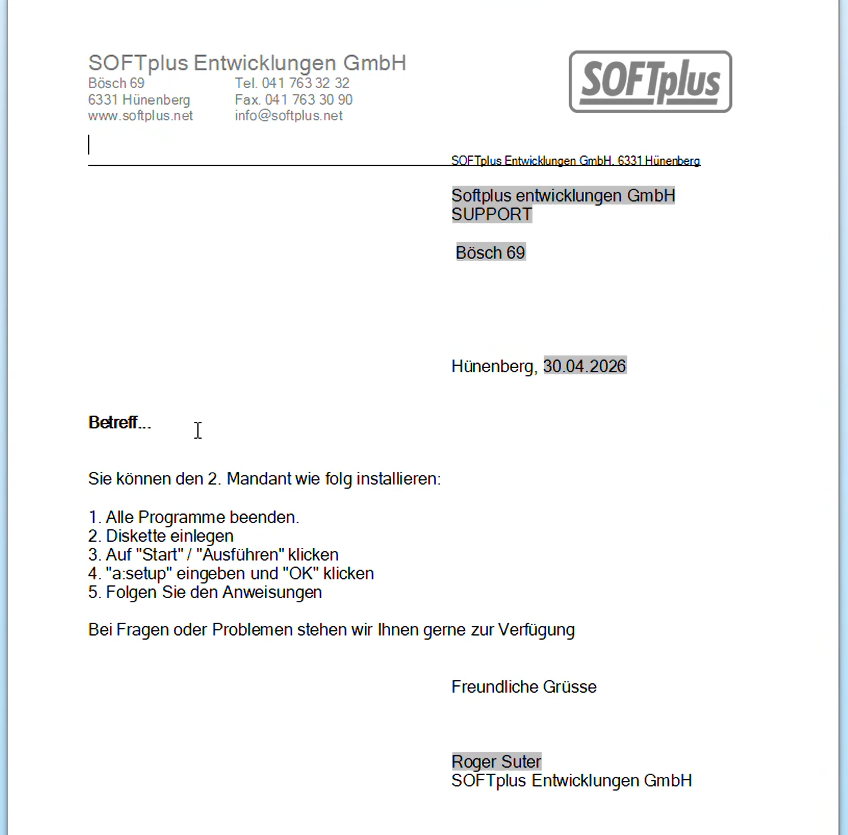 SOFTplus Entwicklungen GmbH
Bösch 69 Tel. 041 763 32 32
6331 Hünenberg Fax. 041 763 30 90
www.softplus.net info@softplus.net
SOFTplus
SOFTplus Entwicklungen GmbH, 6331 Hünenberg
Softplus entwicklungen GmbH
SUPPORT
Bösch 69
Hünenberg, 30.04.2026
Betreff...
Sie können den 2. Mandant wie folg installieren:
1. Alle Programme beenden.
2. Diskette einlegen
3. Auf "Start" / "Ausführen" klicken
4. "a:setup" eingeben und "OK" klicken
5. Folgen Sie den Anweisungen
Bei Fragen oder Problemen stehen wir Ihnen gerne zur Verfügung
Freundliche Grüsse
Roger Suter
SOFTplus Entwicklungen GmbH